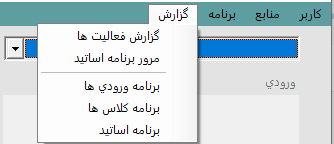 کاربر منابع برنامه گزارش
گزارش فعالیت ها
مرور برنامه اساتید
برنامه ورودي ها
برنامه کلاس ها
برنامه اساتید
ورودي